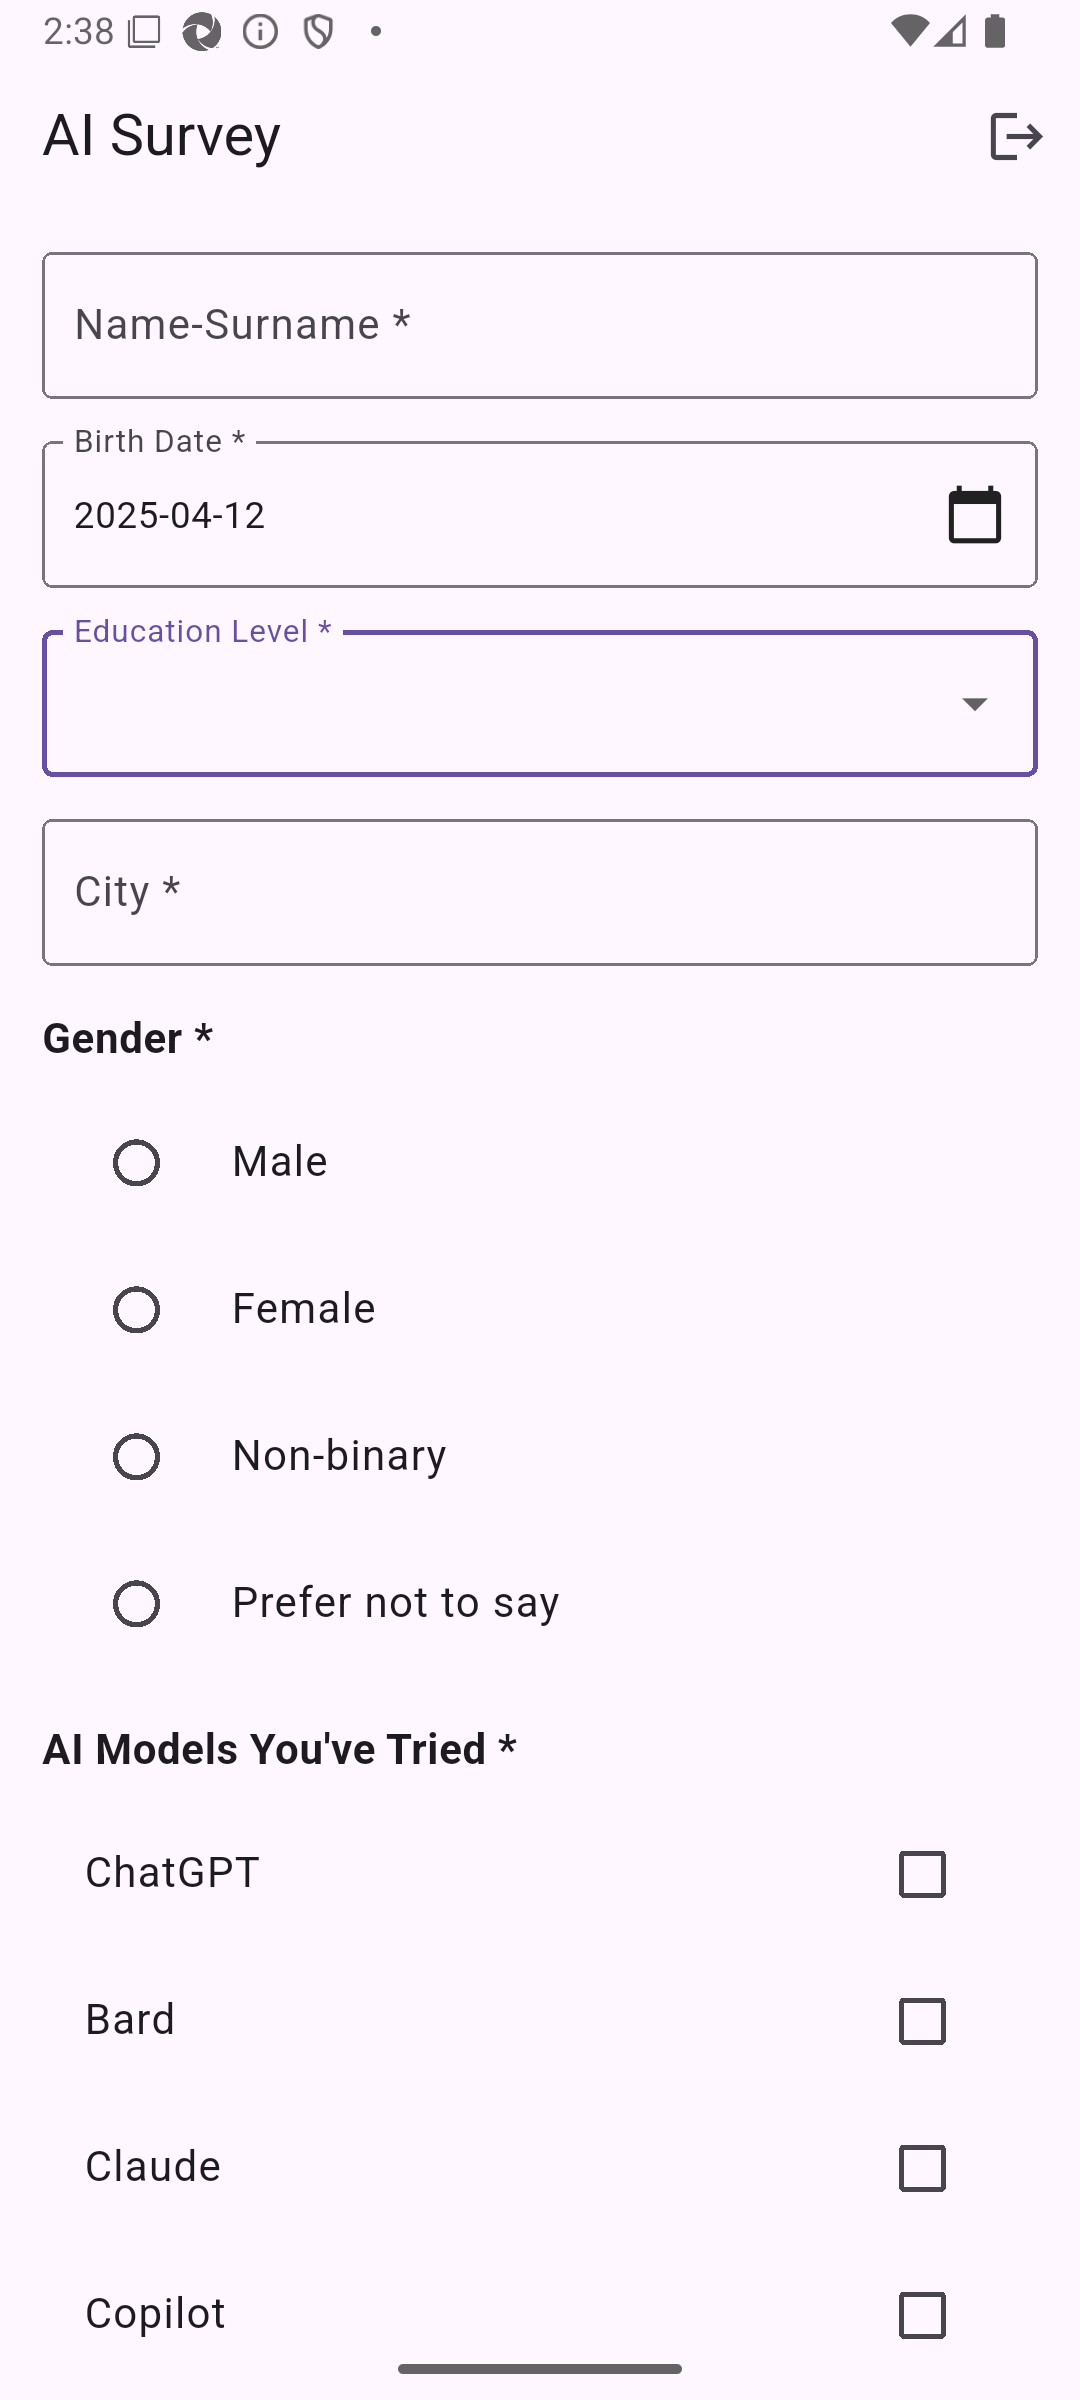 2:38
AI Survey
Name-Surname *
Birth Date *
2025-04-12
Education Level *
City *
Gender *
Male
Female
Non-binary
Prefer not to say
AI Models You've Tried *
ChatGPT
Bard
Claude
Copilot